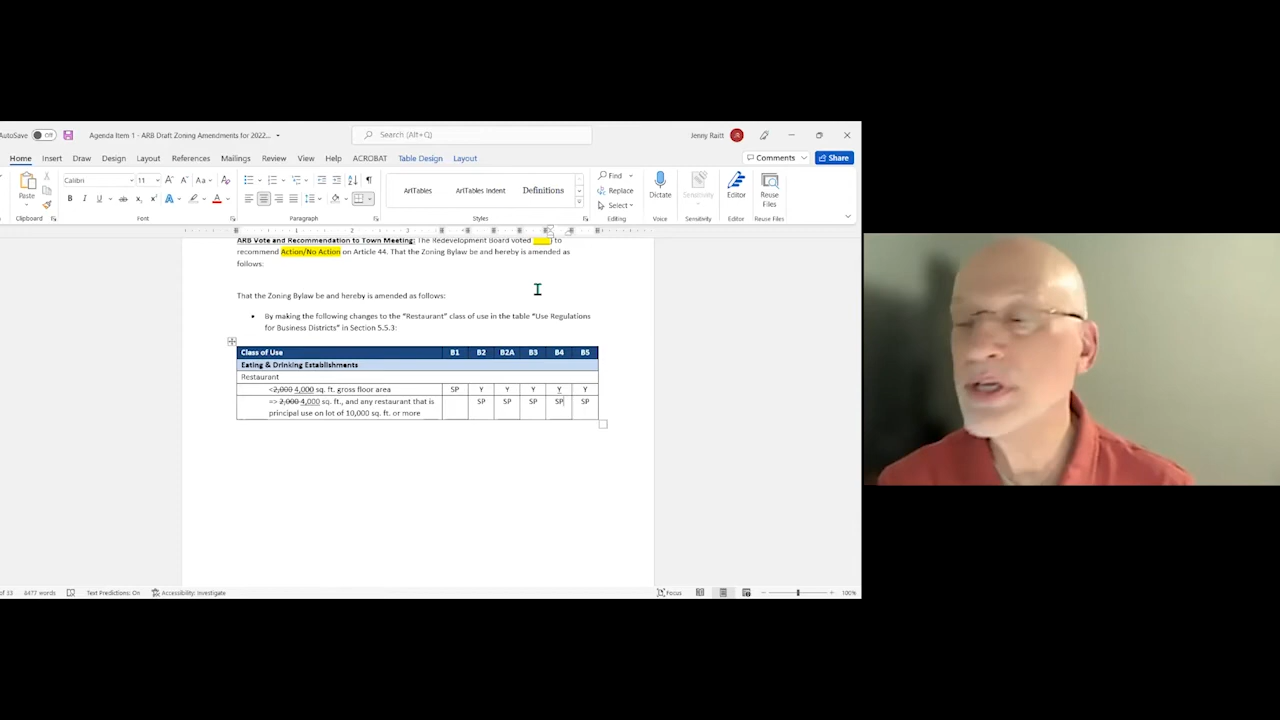 AutoSave Off Agenda Item 1 - ARB Draft Zoning Amendments for 2022... Search (Alt+Q) Jenny Raitt JR
Home Insert Draw Design Layout References Mailings Review View Help ACROBAT Table Design Layout Comments Share
Calibri 11 ArtTables ArtTables Indent Definitions Find
Replace
Select
Paste Dictate Sensitivity Editor Reuse Files
Clipboard Font Paragraph Styles Editing Voice Sensitivity Editor Reuse Files
ARB Vote and Recommendation to Town Meeting: The Redevelopment Board voted to
recommend Action/No Action on Article 44. That the Zoning Bylaw be and hereby is amended as
follows:
That the Zoning Bylaw be and hereby is amended as follows:
• By making the following changes to the "Restaurant" class of use in the table "Use Regulations
for Business Districts" in Section 5.5.3:
Class of Use B1 B2 B2A B3 B4 B5
Eating & Drinking Establishments
Restaurant
<2,000 4,000 sq. ft. gross floor area SP Y Y Y Y Y
=> 2,000 4,000 sq. ft., and any restaurant that is SP SP SP SP SP
principal use on lot of 10,000 sq. ft. or more
of 33 8477 words Text Predictions: On Accessibility: Investigate Focus 100%